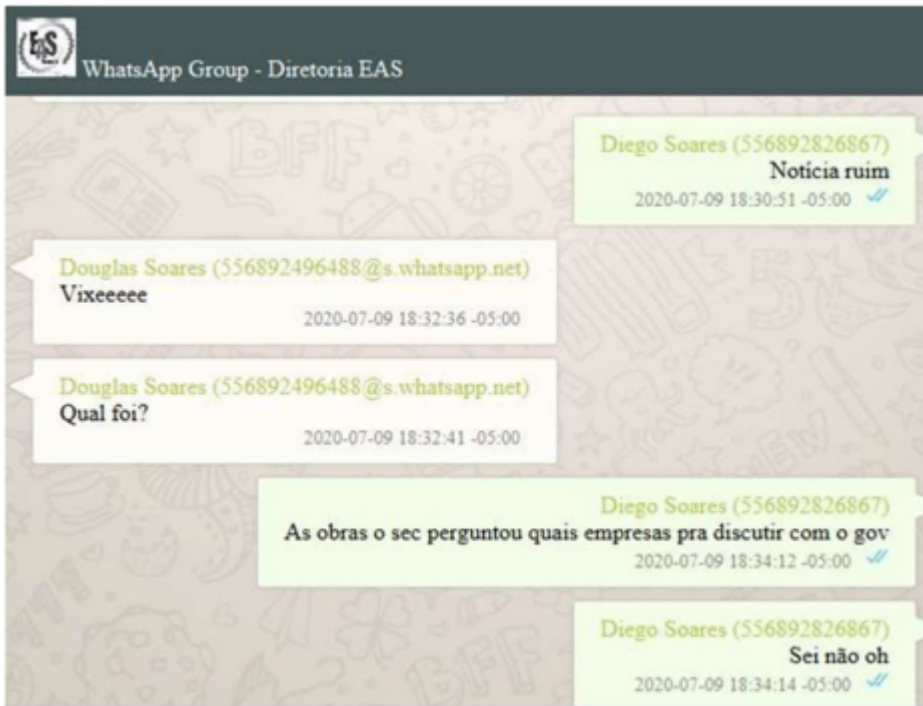 EAS
WhatsApp Group - Diretoria EAS
Diego Soares (556892826867)
Notícia ruim
2020-07-09 18:30:51 -05:00
Douglas Soares (556892496488@s.whatsapp.net)
Vixeeeee
2020-07-09 18:32:36 -05:00
Douglas Soares (556892496488@s.whatsapp.net)
Qual foi?
2020-07-09 18:32:41 -05:00
Diego Soares (556892826867)
As obras o sec perguntou quais empresas pra discutir com o gov
2020-07-09 18:34:12 -05:00
Diego Soares (556892826867)
Sei não oh
2020-07-09 18:34:14 -05:00